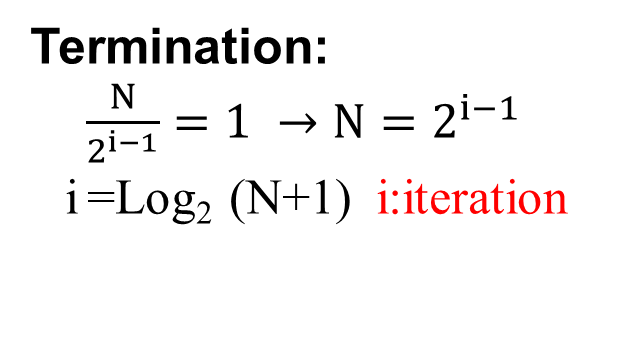 Termination:
N/2^(i−1) = 1 → N = 2^(i−1)
i =Log₂ (N+1) i:iteration